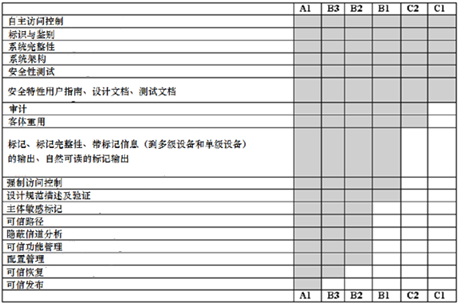 A1 B3 B2 B1 C2 C1
自主访问控制
标识与鉴别
系统完整性
系统架构
安全性测试
安全特性用户指南、设计文档、测试文档
审计
客体重用
标记、标记完整性、带标记信息(到多级设备和单级设备)
的输出、自然可读的标记输出
强制访问控制
设计规范描述及验证
主体敏感标记
可信路径
隐蔽信道分析
可信功能管理
配置管理
可信恢复
可信发布
A1 B3 B2 B1 C2 C1